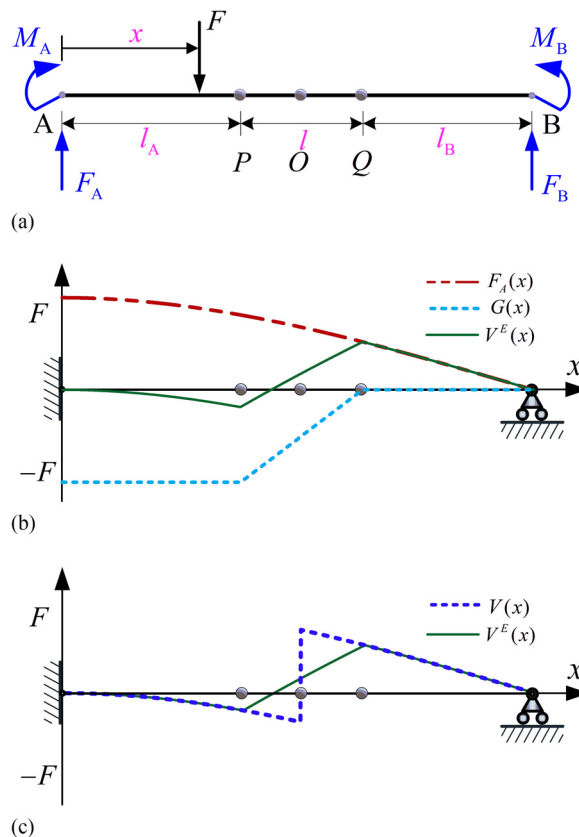 x
F
M_A
M_B
A
B
l_A
l
l_B
P
O
Q
F_A
F_B
(a)
F
F_A(x)
G(x)
V^E(x)
x
−F
(b)
F
V(x)
V^E(x)
x
−F
(c)